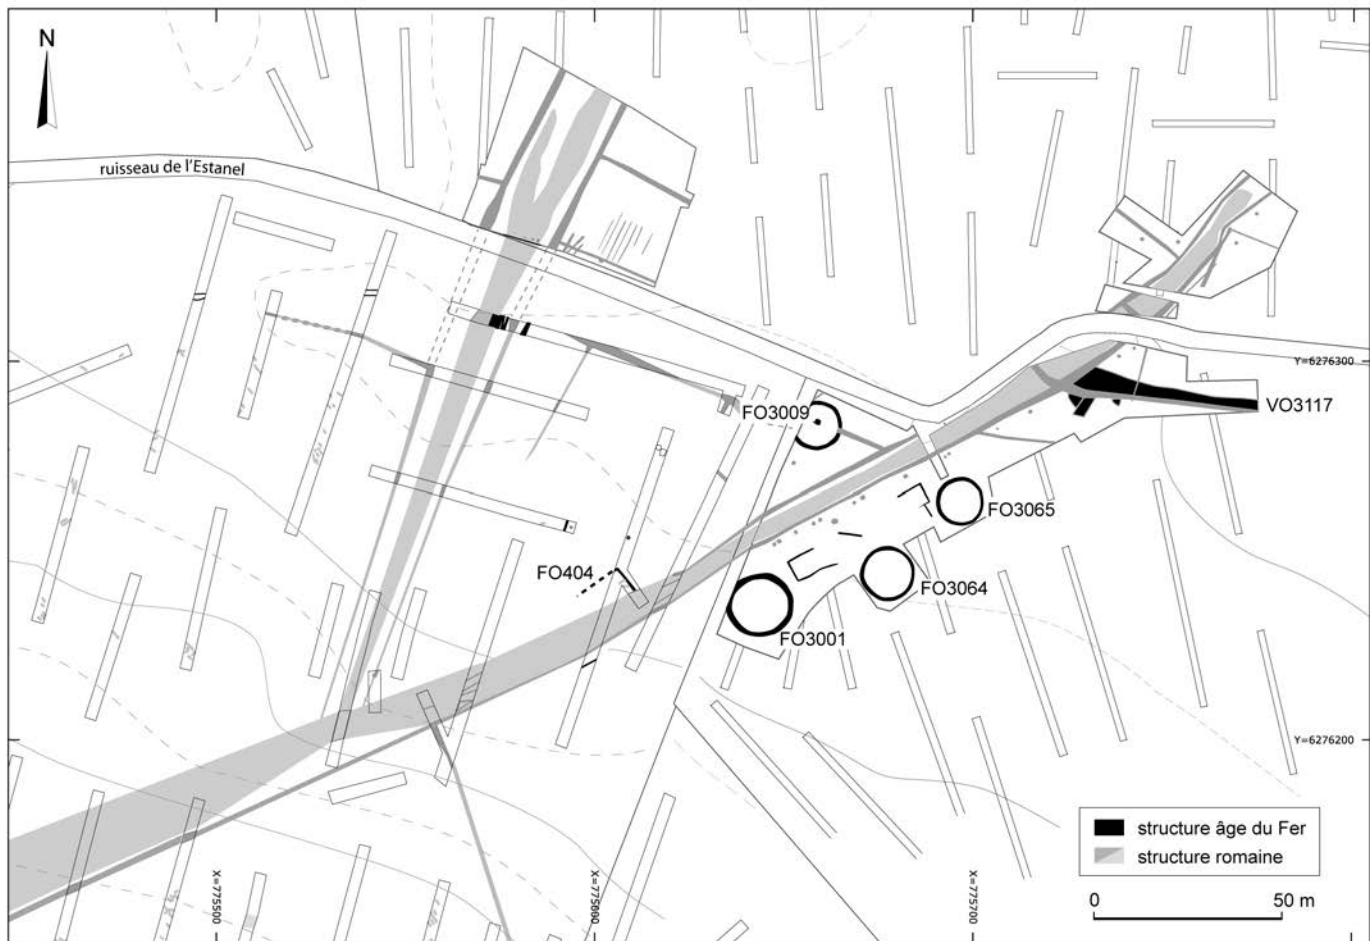 N
ruisseau de l'Estanel
Y=6276300
FO3009
VO3117
FO3065
FO404
FO3064
FO3001
Y=6276200
structure âge du Fer
structure romaine
X=775500
X=775600
X=775700
0 50 m